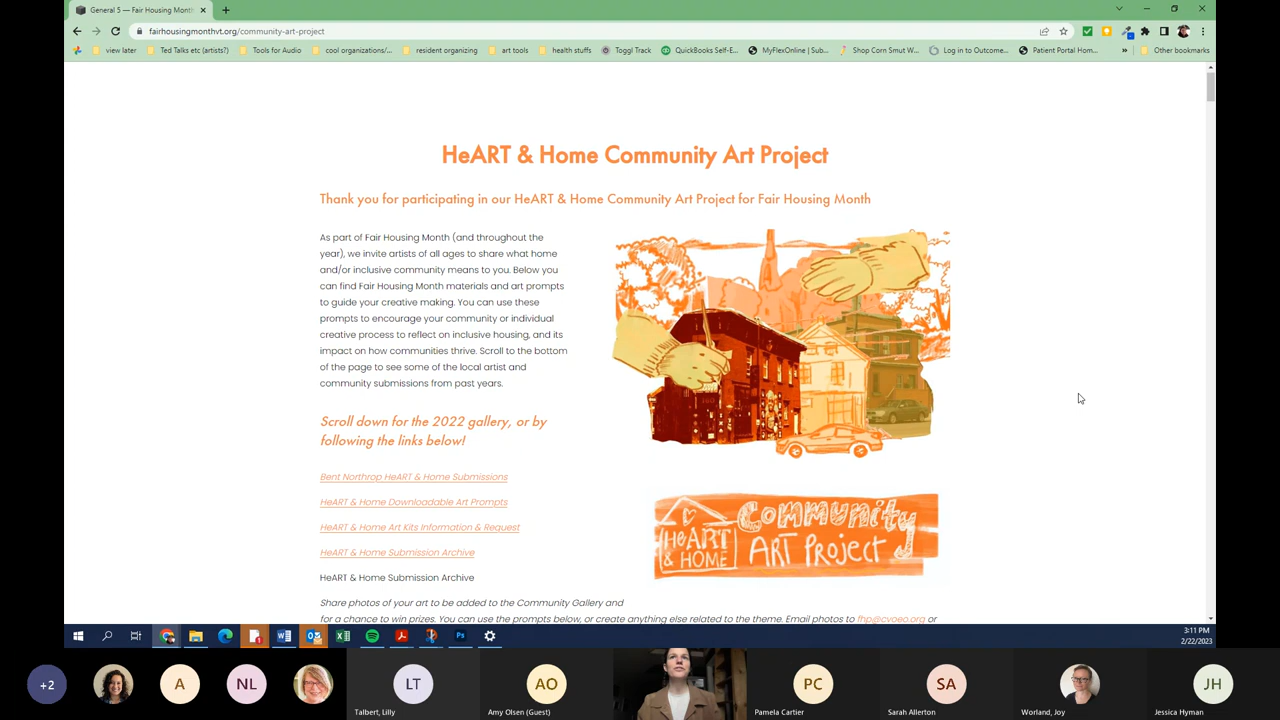 General 5 — Fair Housing Month
fairhousingmonthvt.org/community-art-project
view later
Ted Talks etc (artists?)
Tools for Audio
cool organizations/...
resident organizing
art tools
health stuffs
Toggl Track
QuickBooks Self-E...
MyFlexOnline | Sub...
Shop Corn Smut W...
Log in to Outcome...
Patient Portal Hom...
»
Other bookmarks
HeART & Home Community Art Project
Thank you for participating in our HeART & Home Community Art Project for Fair Housing Month
As part of Fair Housing Month (and throughout the
year), we invite artists of all ages to share what home
and/or inclusive community means to you. Below you
can find Fair Housing Month materials and art prompts
to guide your creative making. You can use these
prompts to encourage your community or individual
creative process to reflect on inclusive housing, and its
impact on how communities thrive. Scroll to the bottom
of the page to see some of the local artist and
community submissions from past years.
Scroll down for the 2022 gallery, or by
following the links below!
Bent Northrop HeART & Home Submissions
HeART & Home Downloadable Art Prompts
HeART & Home Art Kits Information & Request
HeART & Home Submission Archive
HeART & Home Submission Archive
HeART
& HOME
Community
ART PROJECT
Share photos of your art to be added to the Community Gallery and
for a chance to win prizes. You can use the prompts below, or create anything else related to the theme. Email photos to fhp@cvoeo.org or
3:11 PM
2/22/2023
+2
A
NL
LT
Talbert, Lilly
AO
Amy Olsen (Guest)
PC
Pamela Cartier
SA
Sarah Allerton
Worland, Joy
JH
Jessica Hyman